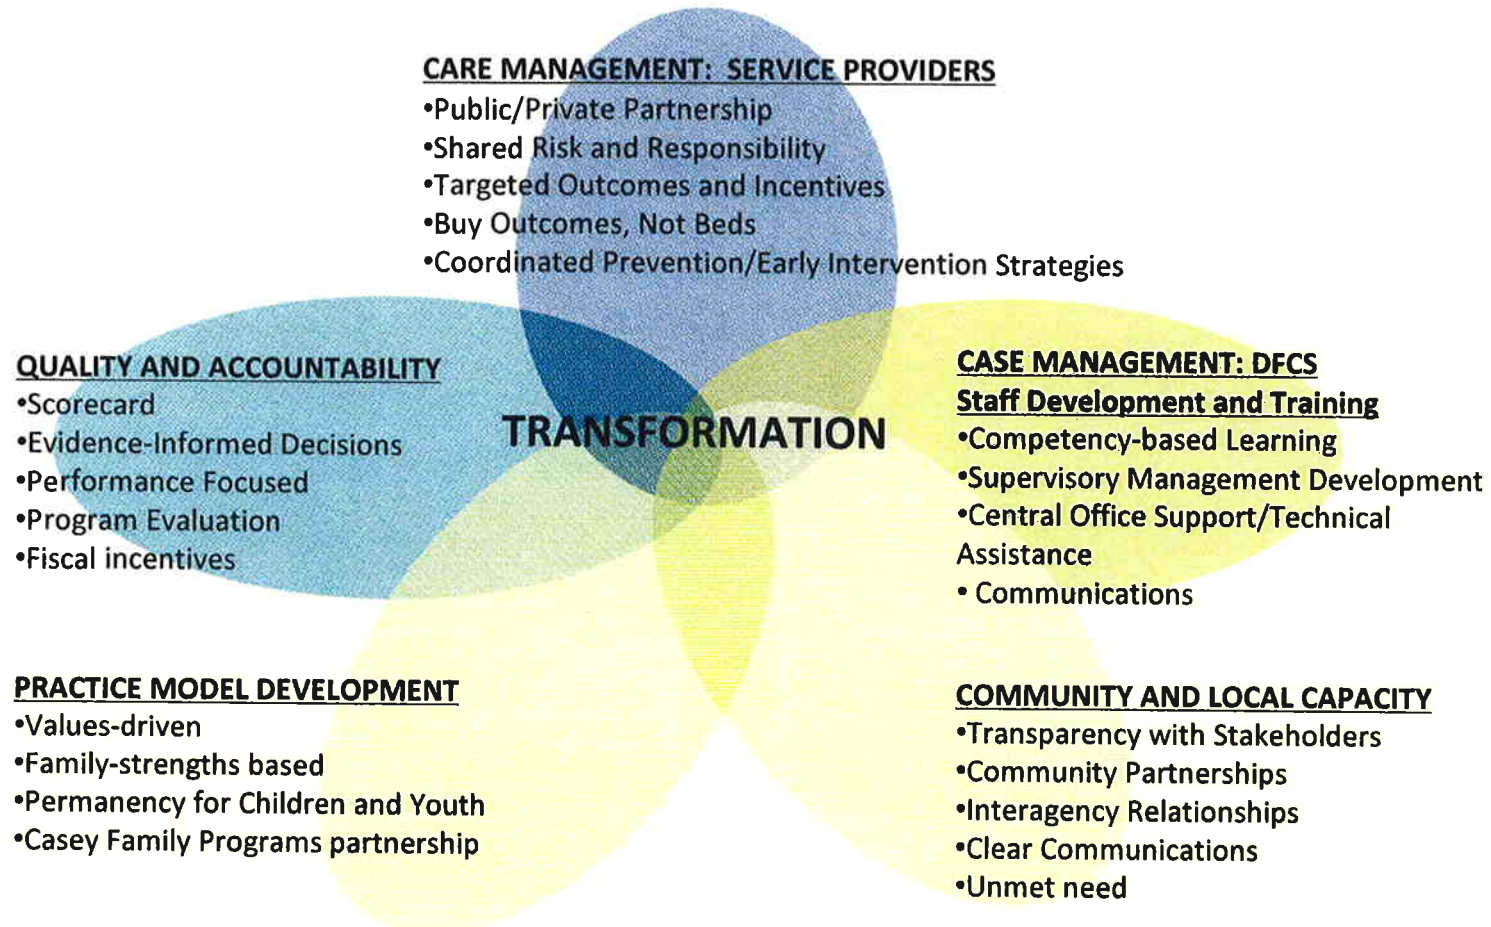 CARE MANAGEMENT: SERVICE PROVIDERS
•Public/Private Partnership
•Shared Risk and Responsibility
•Targeted Outcomes and Incentives
•Buy Outcomes, Not Beds
•Coordinated Prevention/Early Intervention Strategies
QUALITY AND ACCOUNTABILITY
•Scorecard
•Evidence-Informed Decisions
•Performance Focused
•Program Evaluation
•Fiscal incentives
TRANSFORMATION
CASE MANAGEMENT: DFCS
Staff Development and Training
•Competency-based Learning
•Supervisory Management Development
•Central Office Support/Technical
Assistance
• Communications
PRACTICE MODEL DEVELOPMENT
•Values-driven
•Family-strengths based
•Permanency for Children and Youth
•Casey Family Programs partnership
COMMUNITY AND LOCAL CAPACITY
•Transparency with Stakeholders
•Community Partnerships
•Interagency Relationships
•Clear Communications
•Unmet need